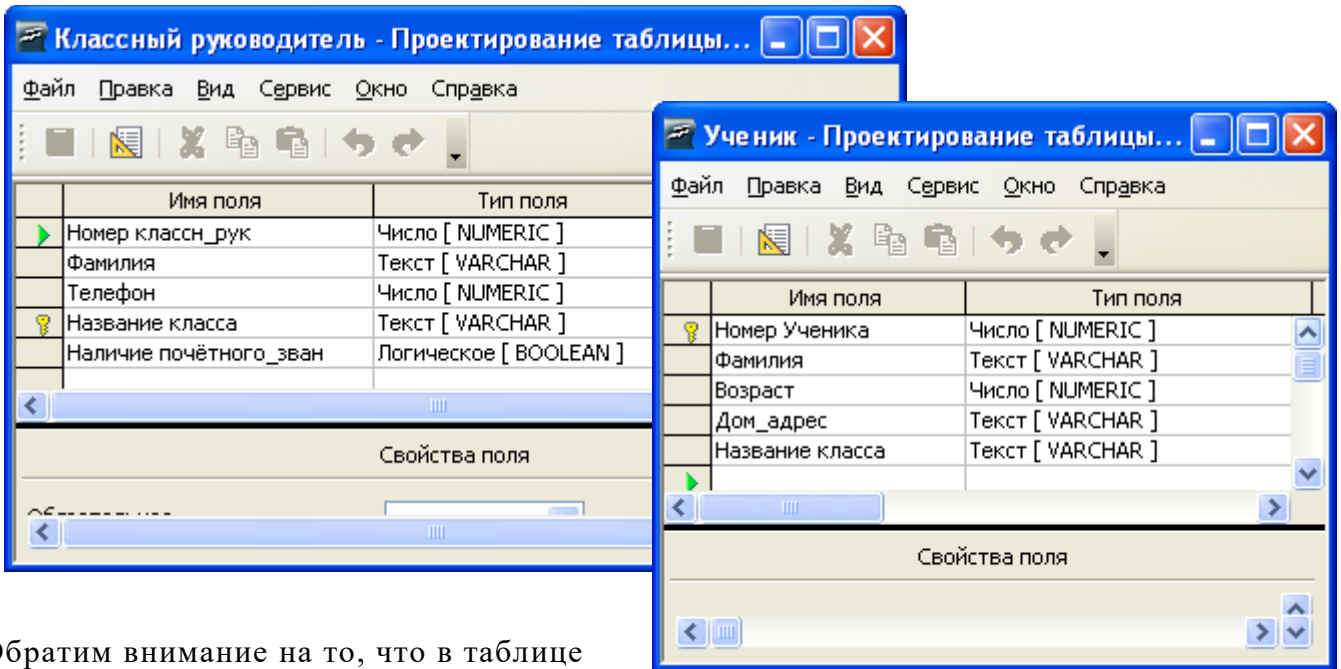 Классный руководитель - Проектирование таблицы...
Файл Правка Вид Сервис Окно Справка
Имя поля Тип поля
Номер классн_рук Число [ NUMERIC ]
Фамилия Текст [ VARCHAR ]
Телефон Число [ NUMERIC ]
Название класса Текст [ VARCHAR ]
Наличие почётного_зван Логическое [ BOOLEAN ]
Свойства поля
Ученик - Проектирование таблицы...
Файл Правка Вид Сервис Окно Справка
Имя поля Тип поля
Номер Ученика Число [ NUMERIC ]
Фамилия Текст [ VARCHAR ]
Возраст Число [ NUMERIC ]
Дом_адрес Текст [ VARCHAR ]
Название класса Текст [ VARCHAR ]
Свойства поля
Обратим внимание на то, что в таблице